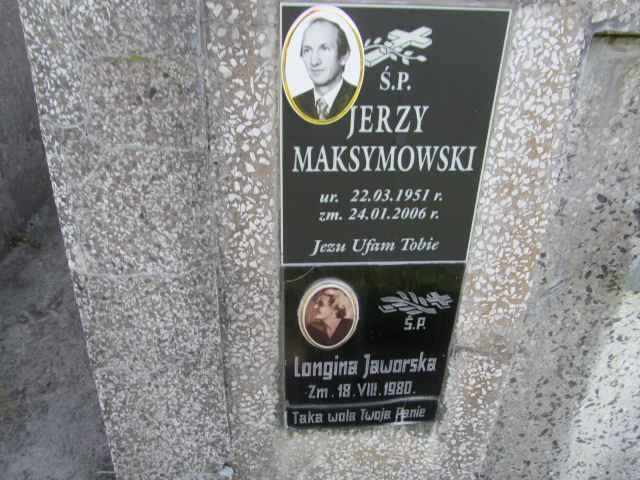 Ś.P.
JERZY
MAKSYMOWSKI
ur. 22.03.1951 r.
zm. 24.01.2006 r.
Jezu Ufam Tobie
Ś.P.
Longina Jaworska
Zm. 18.VIII.1980.
Taka wola Twoja Panie